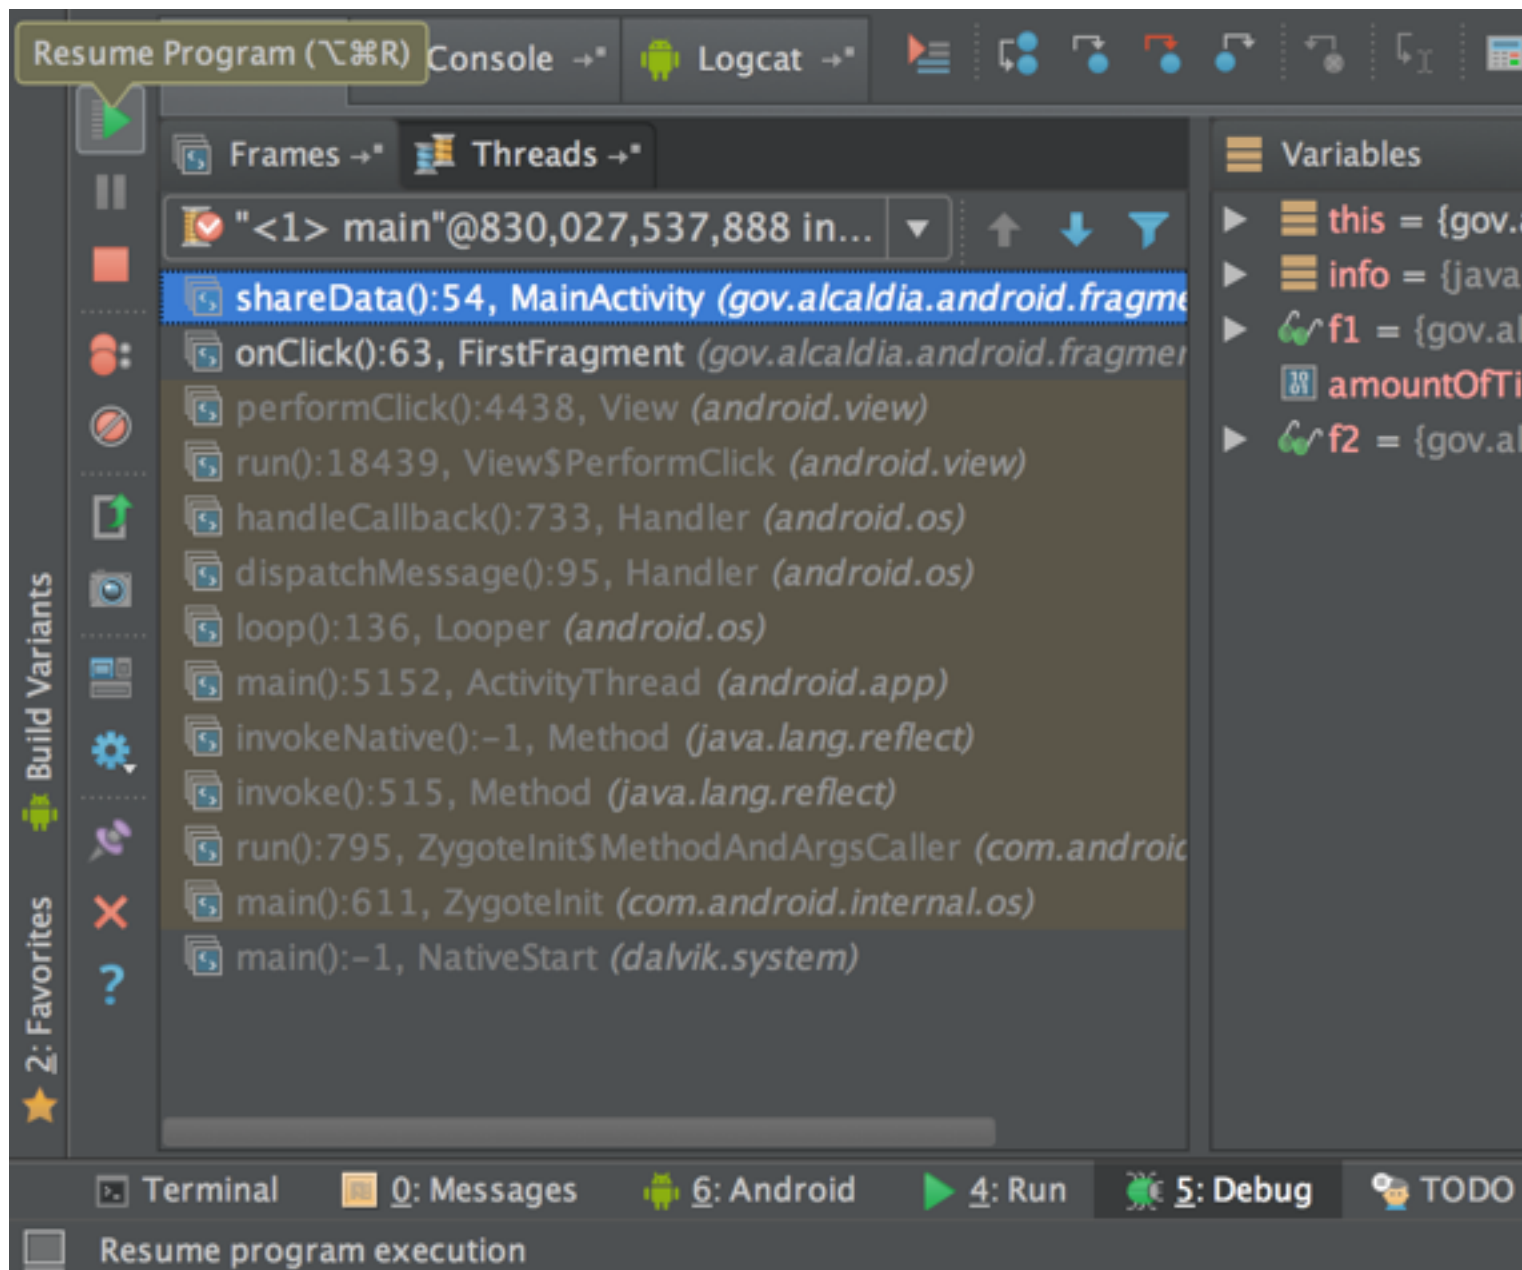 Resume Program (⌥⌘R)
Console
Logcat
Frames
Threads
Variables
"<1> main"@830,027,537,888 in...
shareData():54, MainActivity (gov.alcaldia.android.fragme
onClick():63, FirstFragment (gov.alcaldia.android.fragmer
performClick():4438, View (android.view)
run():18439, View$PerformClick (android.view)
handleCallback():733, Handler (android.os)
dispatchMessage():95, Handler (android.os)
loop():136, Looper (android.os)
main():5152, ActivityThread (android.app)
invokeNative():-1, Method (java.lang.reflect)
invoke():515, Method (java.lang.reflect)
run():795, ZygoteInit$MethodAndArgsCaller (com.android
main():611, ZygoteInit (com.android.internal.os)
main():-1, NativeStart (dalvik.system)
this = {gov.a
info = {java
f1 = {gov.al
amountOfTi
f2 = {gov.al
Build Variants
2: Favorites
Terminal
0: Messages
6: Android
4: Run
5: Debug
TODO
Resume program execution